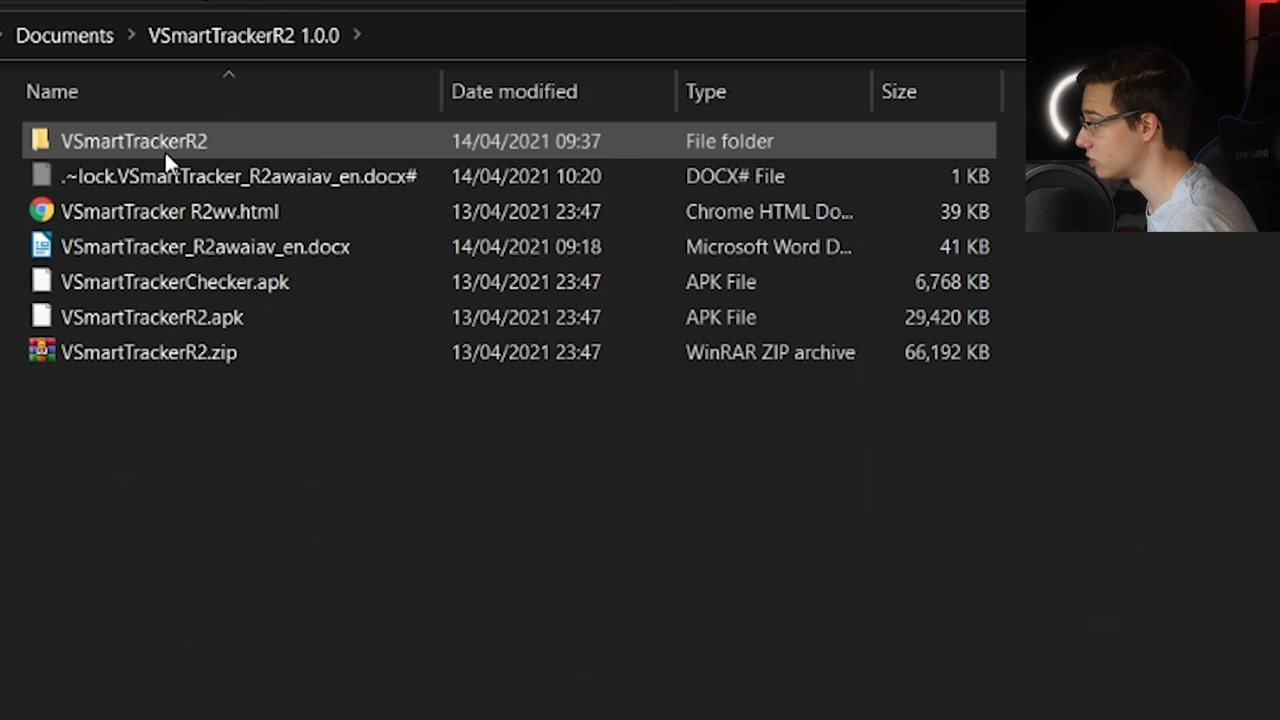 Documents > VSmartTrackerR2 1.0.0 >
Name Date modified Type Size
VSmartTrackerR2 14/04/2021 09:37 File folder
.~lock.VSmartTracker_R2awaiav_en.docx# 14/04/2021 10:20 DOCX# File 1 KB
VSmartTracker R2wv.html 13/04/2021 23:47 Chrome HTML Do... 39 KB
VSmartTracker_R2awaiav_en.docx 14/04/2021 09:18 Microsoft Word D... 41 KB
VSmartTrackerChecker.apk 13/04/2021 23:47 APK File 6,768 KB
VSmartTrackerR2.apk 13/04/2021 23:47 APK File 29,420 KB
VSmartTrackerR2.zip 13/04/2021 23:47 WinRAR ZIP archive 66,192 KB